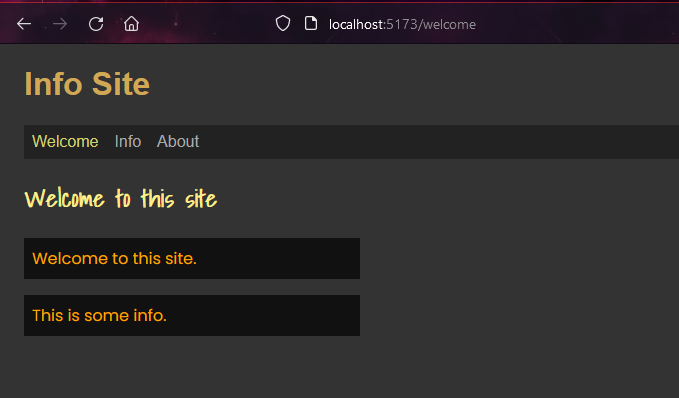 localhost:5173/welcome
Info Site
Welcome Info About
Welcome to this site
Welcome to this site.
This is some info.